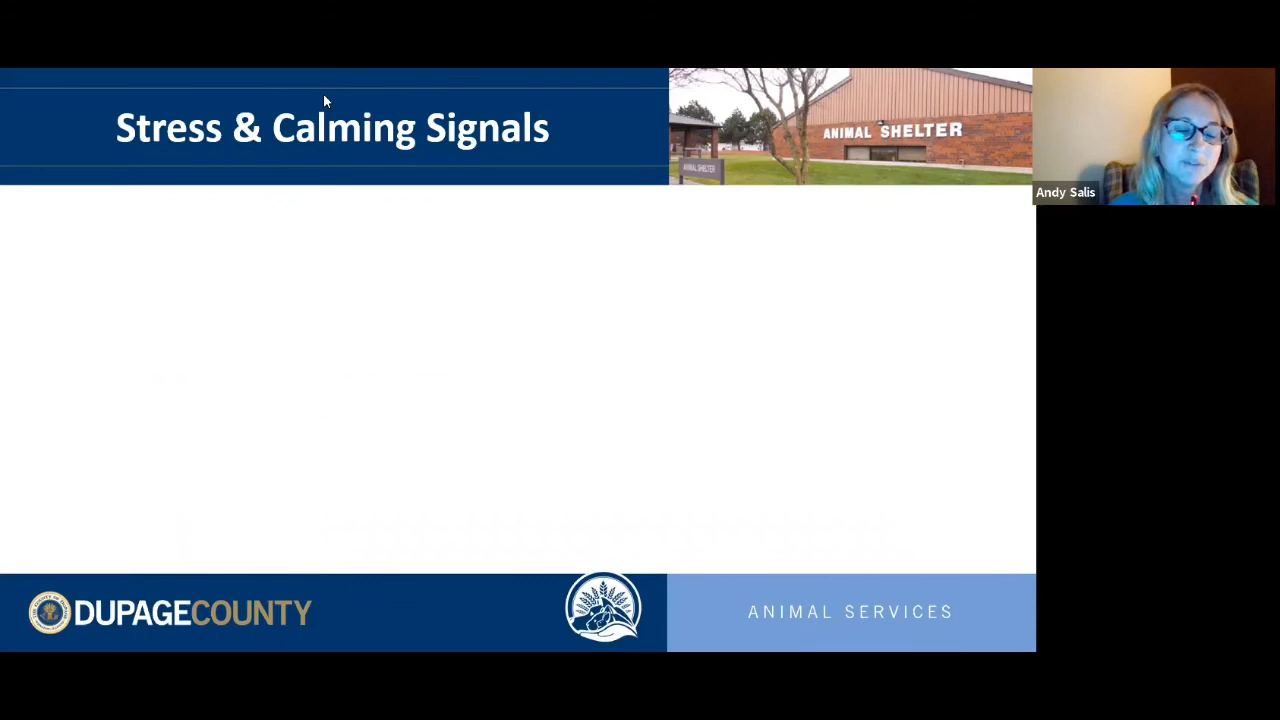 Stress & Calming Signals
ANIMAL SHELTER
ANIMAL SHELTER
Andy Salis
DUPAGECOUNTY
ANIMAL SERVICES